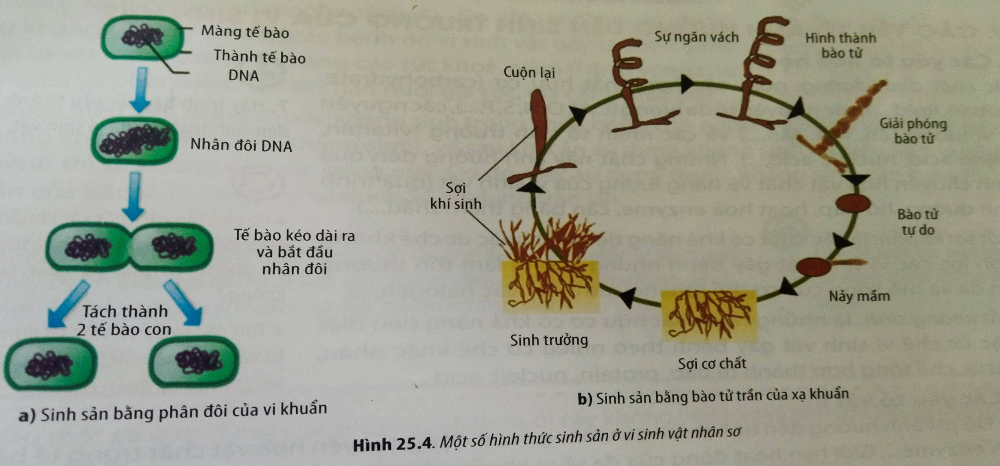 Màng tế bào
Thành tế bào
DNA
Nhân đôi DNA
Tế bào kéo dài ra
và bắt đầu
nhân đôi
Tách thành
2 tế bào con
a) Sinh sản bằng phân đôi của vi khuẩn
Sợi
khí sinh
Cuộn lại
Sự ngăn vách
Hình thành
bào tử
Giải phóng
bào tử
Bào tử
tự do
Nảy mầm
Sợi cơ chất
Sinh trưởng
b) Sinh sản bằng bào tử trần của xạ khuẩn
Hình 25.4. Một số hình thức sinh sản ở vi sinh vật nhân sơ